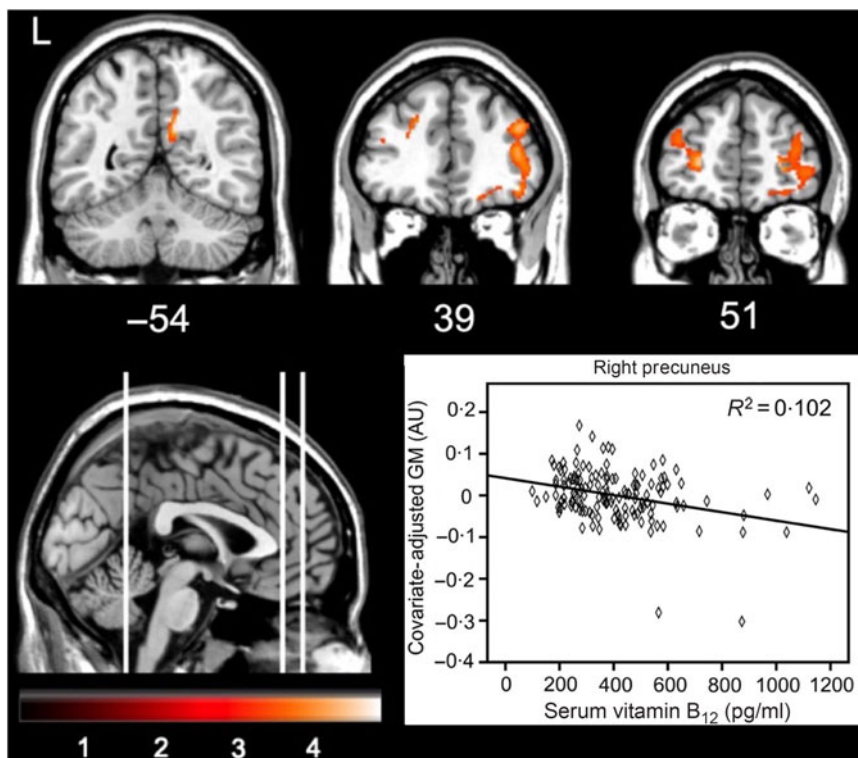 L
–54 39 51
Right precuneus
R² = 0·102
Covariate-adjusted GM (AU)
0·2
0·1
0
–0·1
–0·2
–0·3
–0·4
0 200 400 600 800 1000 1200
Serum vitamin B₁₂ (pg/ml)
1 2 3 4